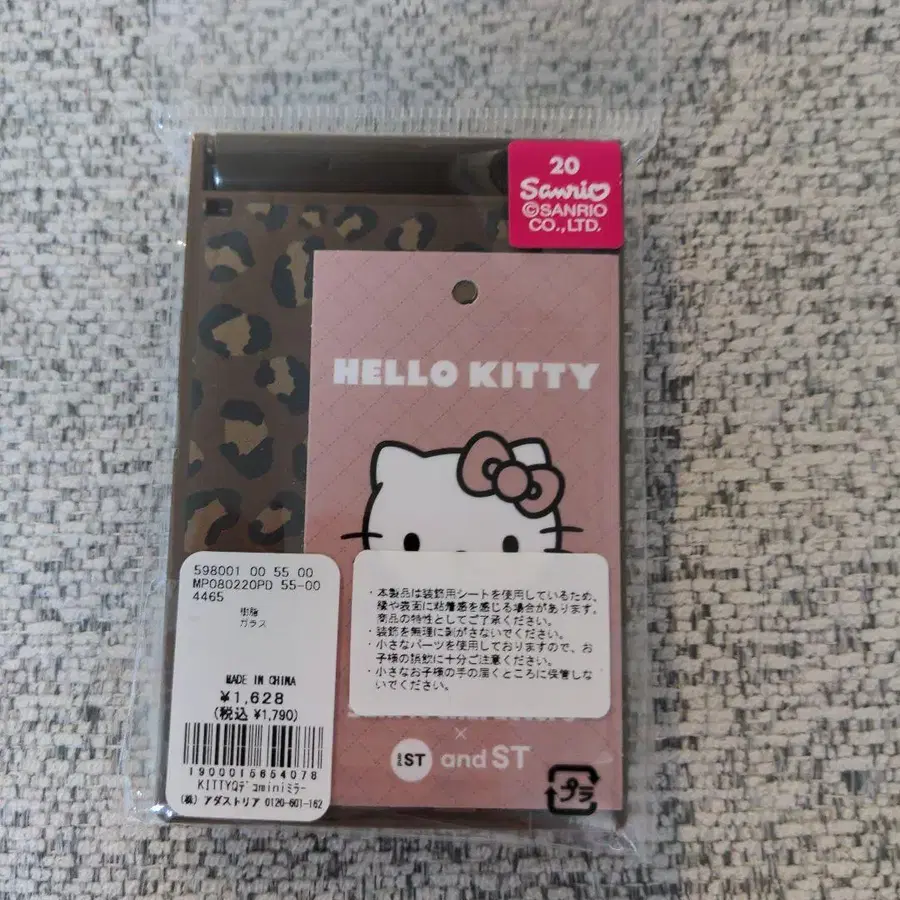 20
Sanrio
©SANRIO
CO.,LTD.
HELLO KITTY
598001 00 55 00
MP080220PD 55-00
4465
樹脂
ガラス
MADE IN CHINA
¥1,628
(税込 ¥1,790)
1900015654078
KITTYQデコminiミラー
(株) アダストリア 0120-601-162
・本製品は装飾用シートを使用しているため、
縁や表面に粘着感を感じる場合があります。
商品の特性としてご了承ください。
・装飾を無理に剥がさないでください。
・小さなパーツを使用しておりますので、お
子様の誤飲に十分ご注意ください。
・小さなお子様の手の届くところに保管しな
いでください。
×
ST and ST
プラ